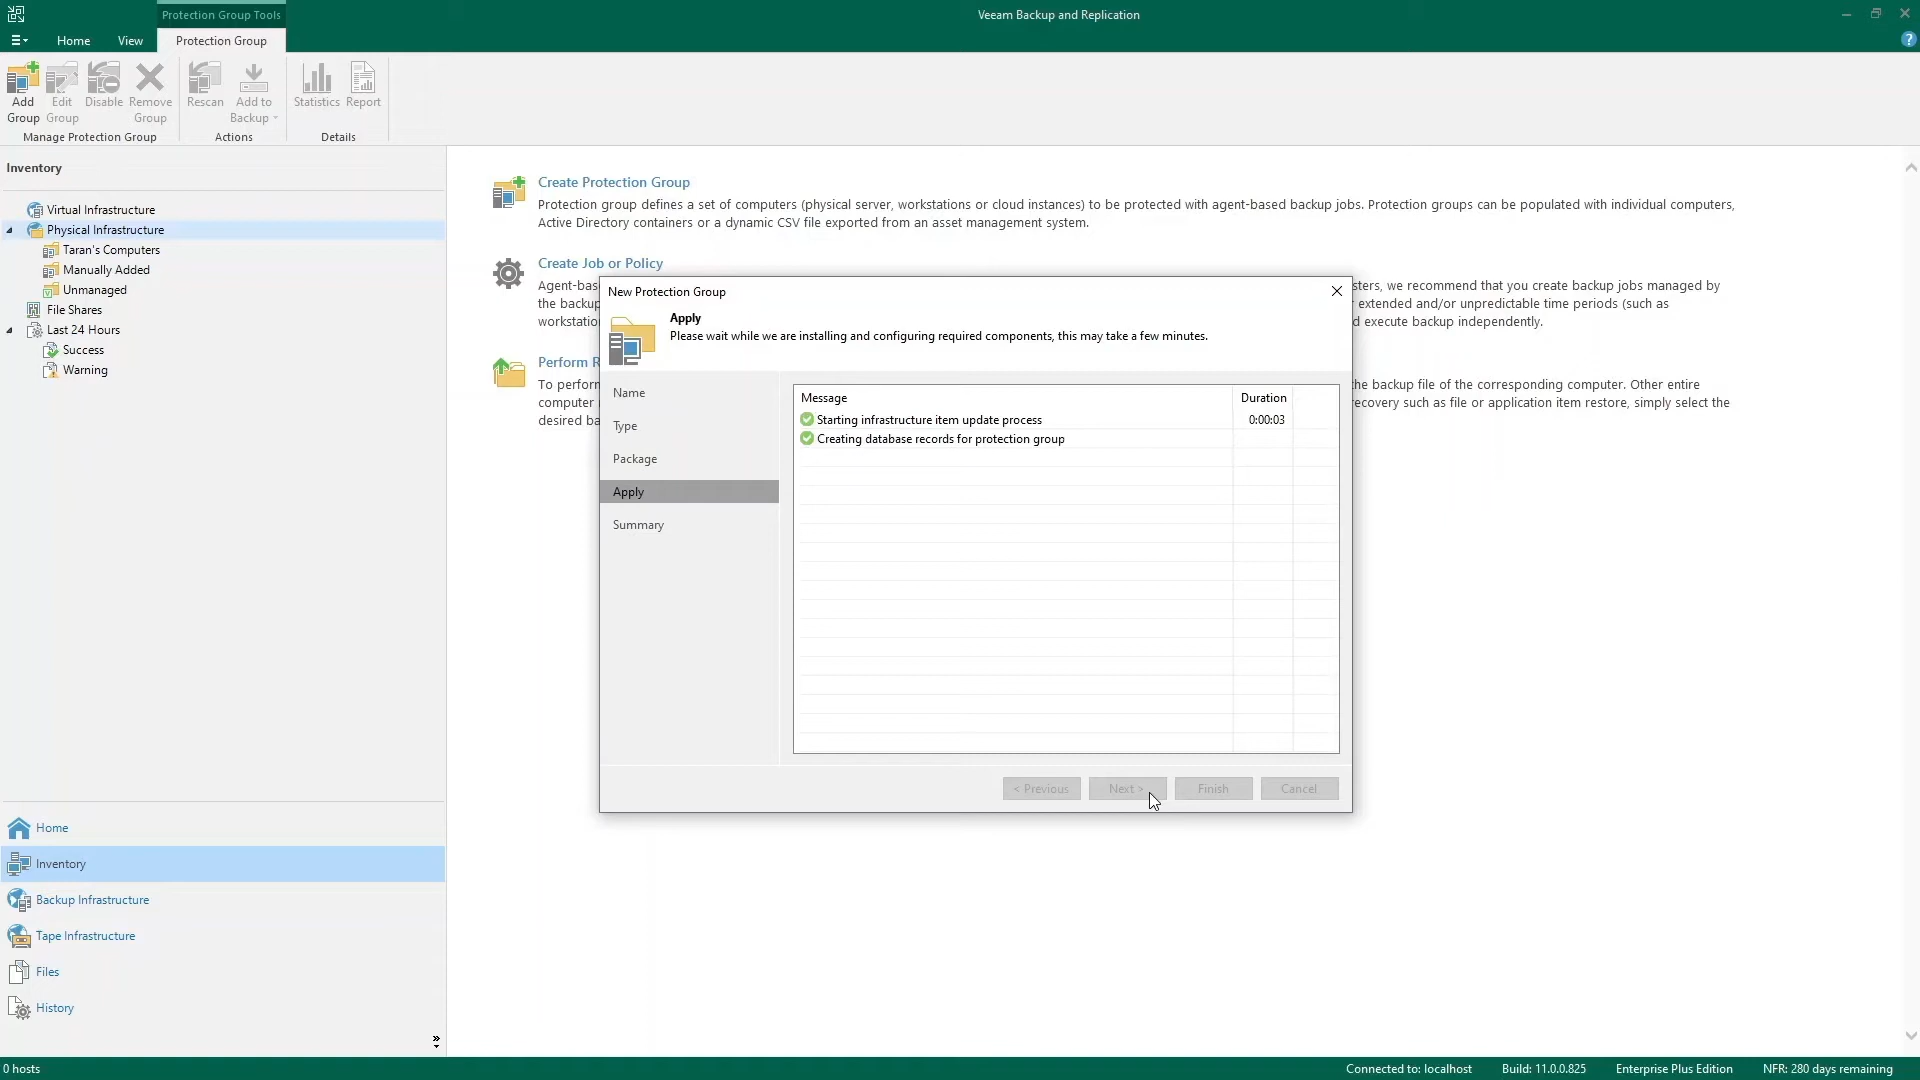 Protection Group Tools
Veeam Backup and Replication
Home
View
Protection Group
Add Group
Edit Group
Disable
Remove Group
Rescan
Add to Backup
Statistics
Report
Manage Protection Group
Actions
Details
Inventory
Virtual Infrastructure
Physical Infrastructure
Taran's Computers
Manually Added
Unmanaged
File Shares
Last 24 Hours
Success
Warning
Home
Inventory
Backup Infrastructure
Tape Infrastructure
Files
History
Create Protection Group
Protection group defines a set of computers (physical server, workstations or cloud instances) to be protected with agent-based backup jobs. Protection groups can be populated with individual computers,
Active Directory containers or a dynamic CSV file exported from an asset management system.
Create Job or Policy
Agent-bas
sters, we recommend that you create backup jobs managed by
the backup
r extended and/or unpredictable time periods (such as
workstatio
d execute backup independently.
Perform R
To perform
the backup file of the corresponding computer. Other entire
computer
recovery such as file or application item restore, simply select the
desired ba
New Protection Group
Apply
Please wait while we are installing and configuring required components, this may take a few minutes.
Name
Type
Package
Apply
Summary
Message
Duration
Starting infrastructure item update process
0:00:03
Creating database records for protection group
< Previous
Next >
Finish
Cancel
0 hosts
Connected to: localhost
Build: 11.0.0.825
Enterprise Plus Edition
NFR: 280 days remaining